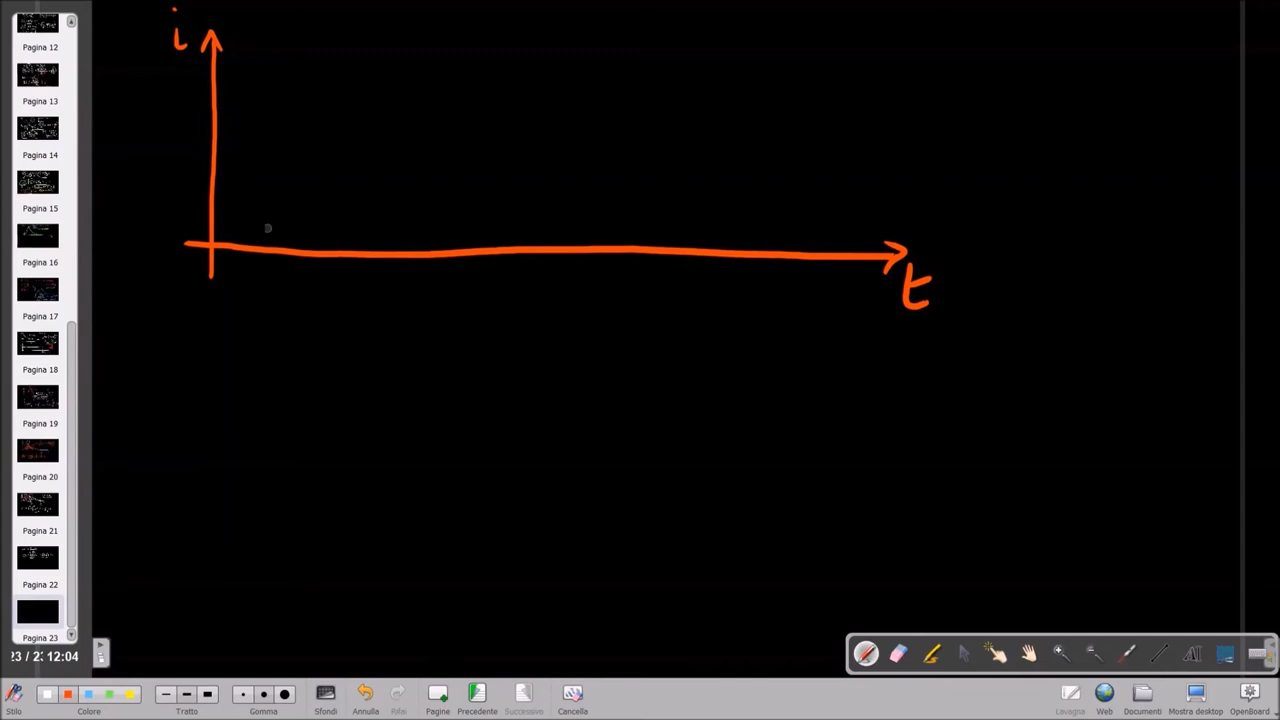 i
t
Pagina 12
Pagina 13
Pagina 14
Pagina 15
Pagina 16
Pagina 17
Pagina 18
Pagina 19
Pagina 20
Pagina 21
Pagina 22
Pagina 23
12:04
Stilo
Colore
Tratto
Gomma
Sfondi
Annulla
Rifai
Pagine
Precedente
Successivo
Cancella
Lavagna
Web
Documenti
Mostra desktop
OpenBoard